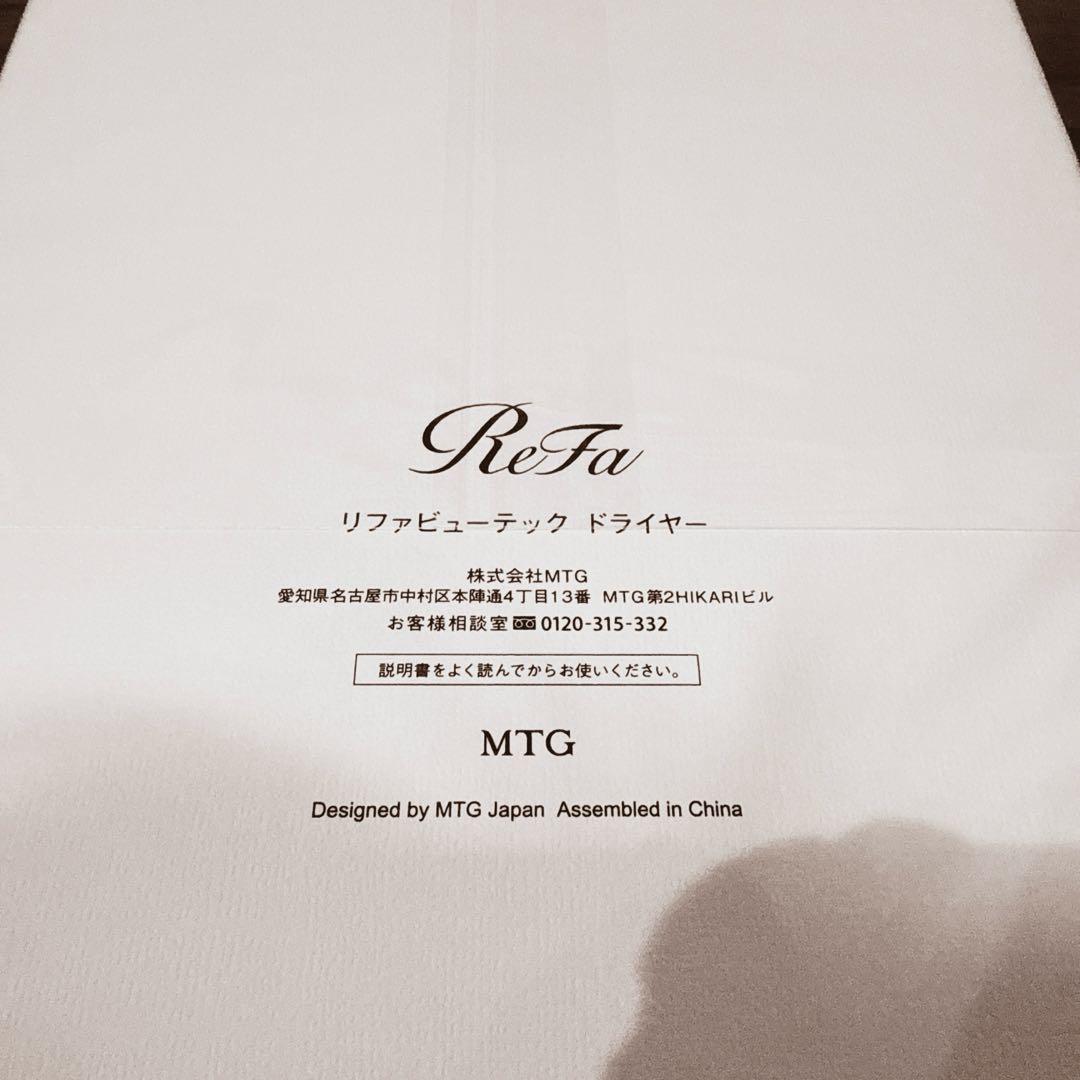 ReFa
リファビューテック ドライヤー
株式会社MTG
愛知県名古屋市中村区本陣通4丁目13番 MTG第2HIKARIビル
お客様相談室 0120-315-332
説明書をよく読んでからお使いください。
MTG
Designed by MTG Japan Assembled in China